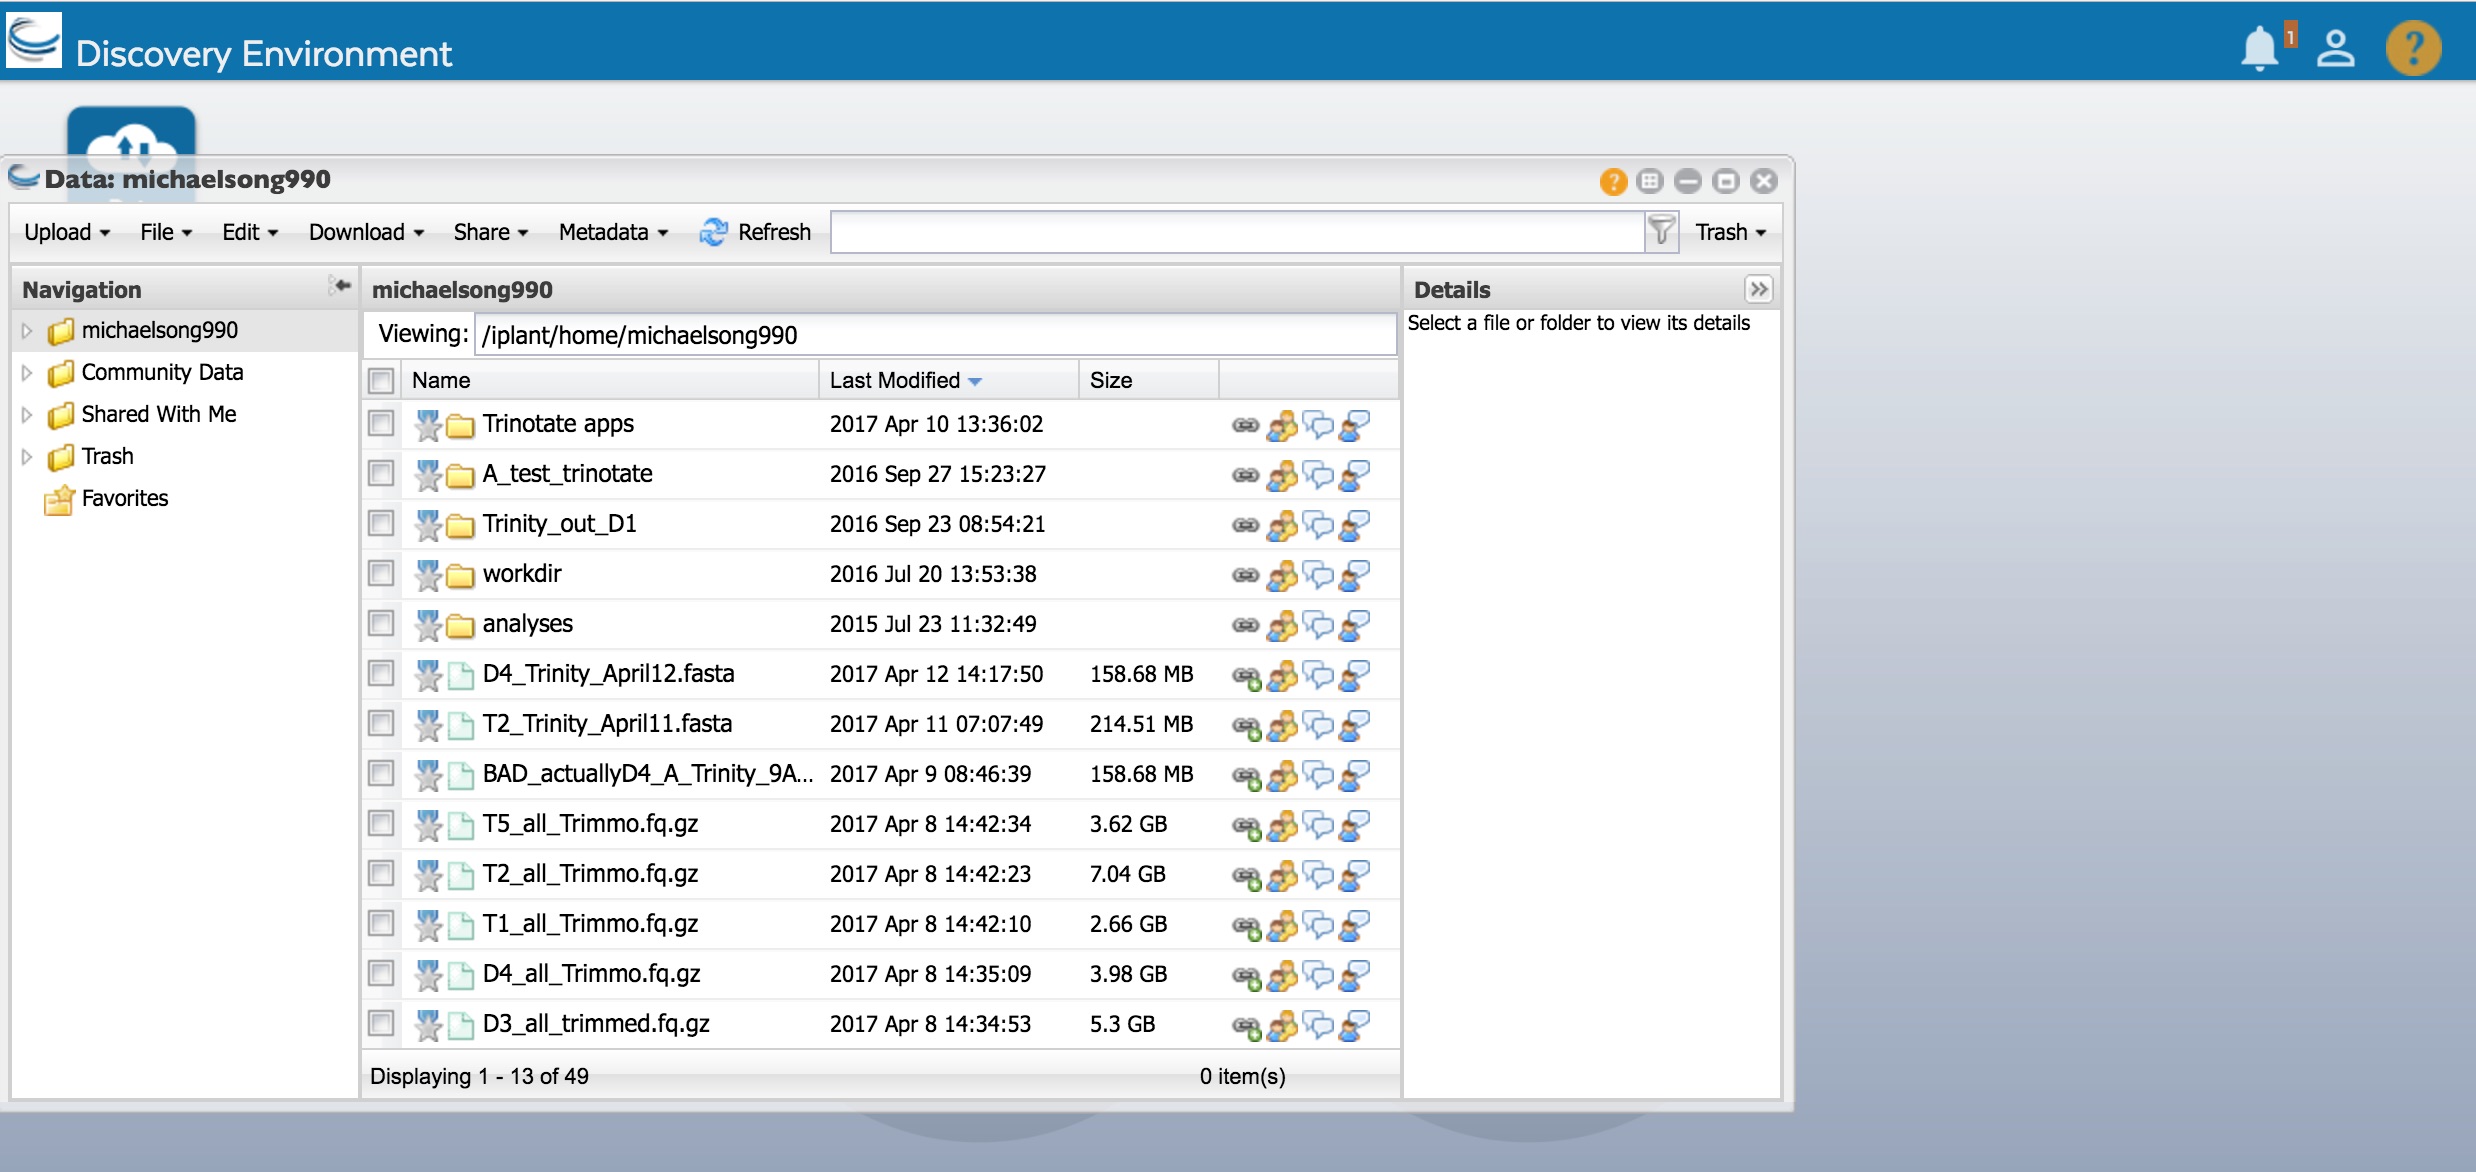 Discovery Environment
1
?
Data: michaelsong990
?
Upload File Edit Download Share Metadata Refresh Trash
Navigation
michaelsong990
Community Data
Shared With Me
Trash
Favorites
michaelsong990
Viewing: /iplant/home/michaelsong990
Name Last Modified Size
Trinotate apps 2017 Apr 10 13:36:02
A_test_trinotate 2016 Sep 27 15:23:27
Trinity_out_D1 2016 Sep 23 08:54:21
workdir 2016 Jul 20 13:53:38
analyses 2015 Jul 23 11:32:49
D4_Trinity_April12.fasta 2017 Apr 12 14:17:50 158.68 MB
T2_Trinity_April11.fasta 2017 Apr 11 07:07:49 214.51 MB
BAD_actuallyD4_A_Trinity_9A... 2017 Apr 9 08:46:39 158.68 MB
T5_all_Trimmo.fq.gz 2017 Apr 8 14:42:34 3.62 GB
T2_all_Trimmo.fq.gz 2017 Apr 8 14:42:23 7.04 GB
T1_all_Trimmo.fq.gz 2017 Apr 8 14:42:10 2.66 GB
D4_all_Trimmo.fq.gz 2017 Apr 8 14:35:09 3.98 GB
D3_all_trimmed.fq.gz 2017 Apr 8 14:34:53 5.3 GB
Displaying 1 - 13 of 49 0 item(s)
Details
Select a file or folder to view its details